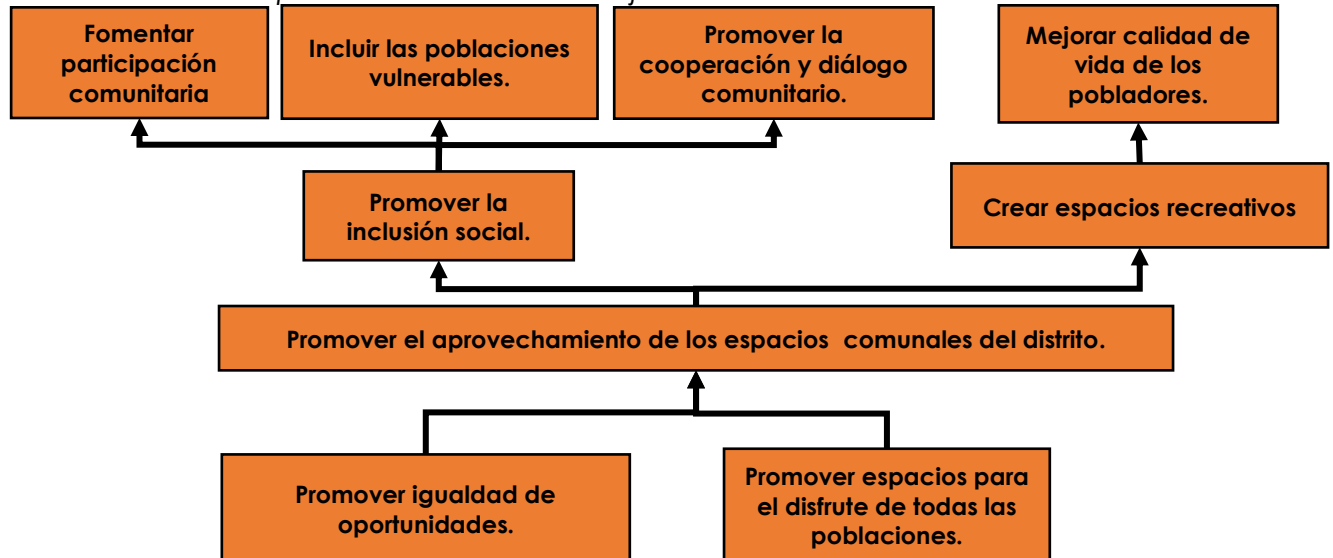 Fomentar
participación
comunitaria
Incluir las poblaciones
vulnerables.
Promover la
cooperación y diálogo
comunitario.
Mejorar calidad de
vida de los
pobladores.
Promover la
inclusión social.
Crear espacios recreativos
Promover el aprovechamiento de los espacios comunales del distrito.
Promover igualdad de
oportunidades.
Promover espacios para
el disfrute de todas las
poblaciones.